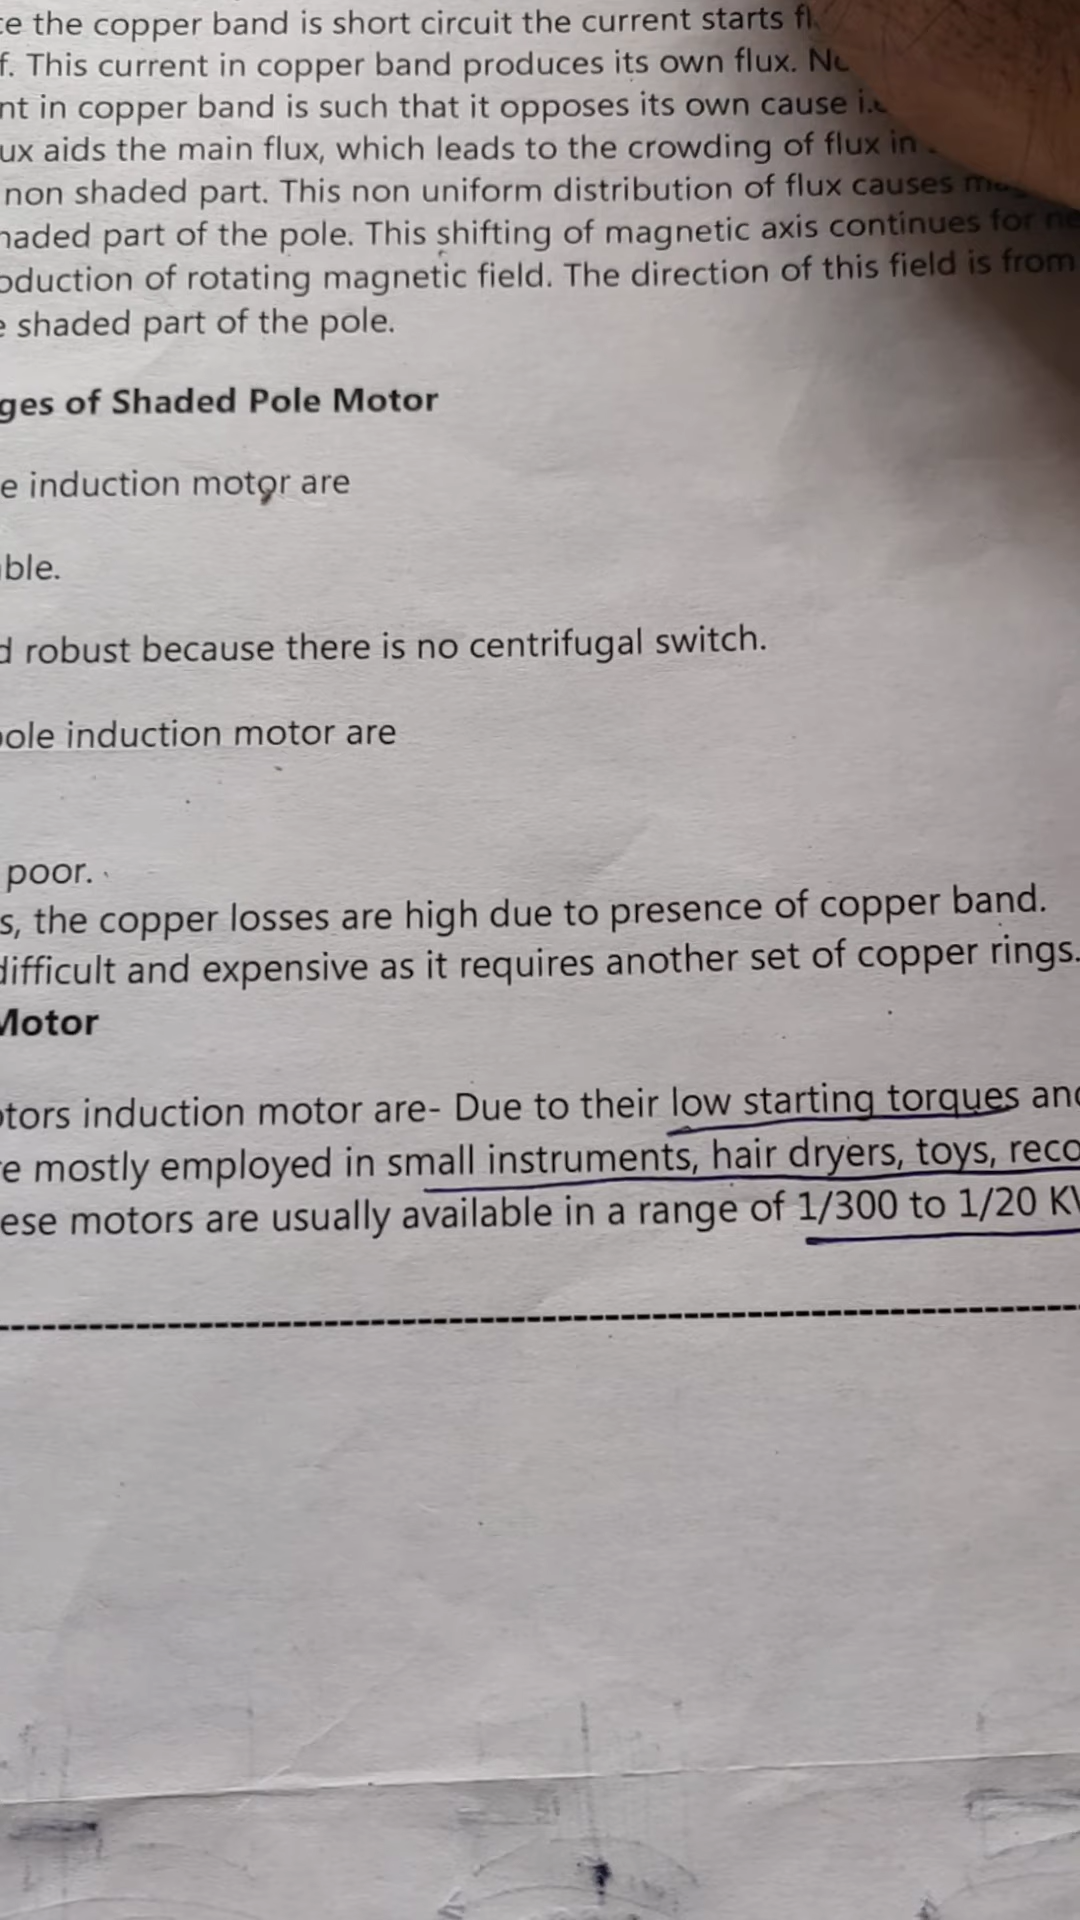 the copper band is short circuit the current starts
f. This current in copper band produces its own flux.
nt in copper band is such that it opposes its own cause
ux aids the main flux, which leads to the crowding of flux in
non shaded part. This non uniform distribution of flux causes
haded part of the pole. This shifting of magnetic axis continues for
oduction of rotating magnetic field. The direction of this field is from
e shaded part of the pole.
ges of Shaded Pole Motor
e induction motor are
ble.
d robust because there is no centrifugal switch.
pole induction motor are
poor.
s, the copper losses are high due to presence of copper band.
difficult and expensive as it requires another set of copper rings.
Motor
otors induction motor are- Due to their low starting torques and
re mostly employed in small instruments, hair dryers, toys, reco
ese motors are usually available in a range of 1/300 to 1/20 K